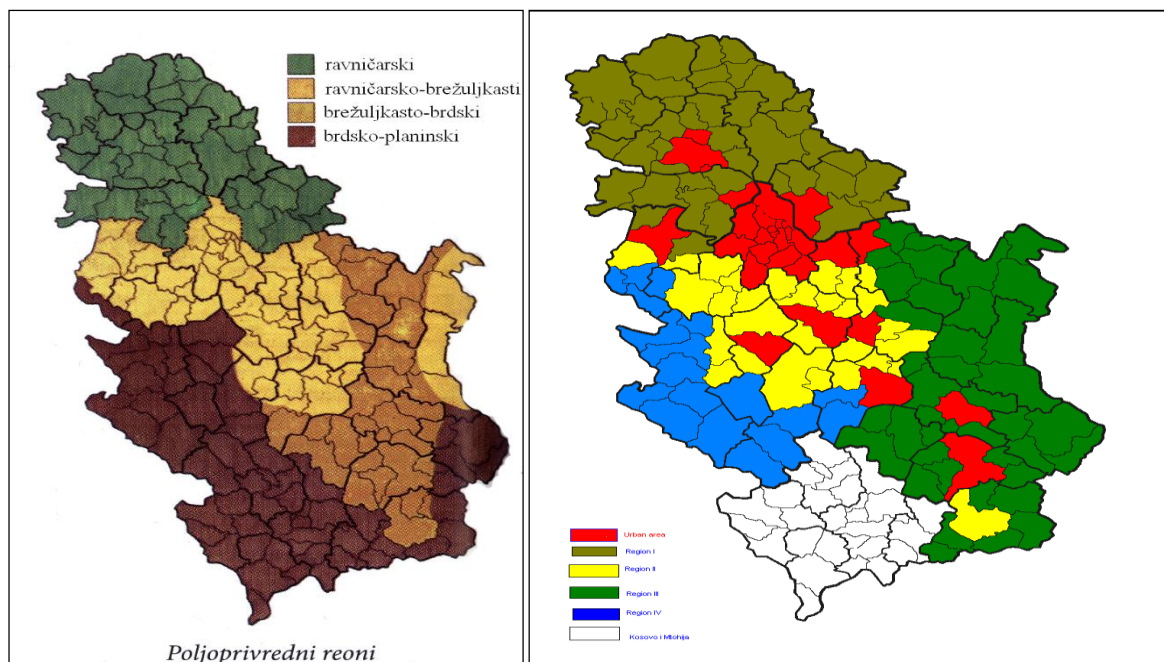 ravničarski
ravničarsko-brežuljkasti
brežuljkasto-brdski
brdsko-planinski
Poljoprivredni reoni
Urban area
Region I
Region II
Region III
Region IV
Kosovo i Mtohija